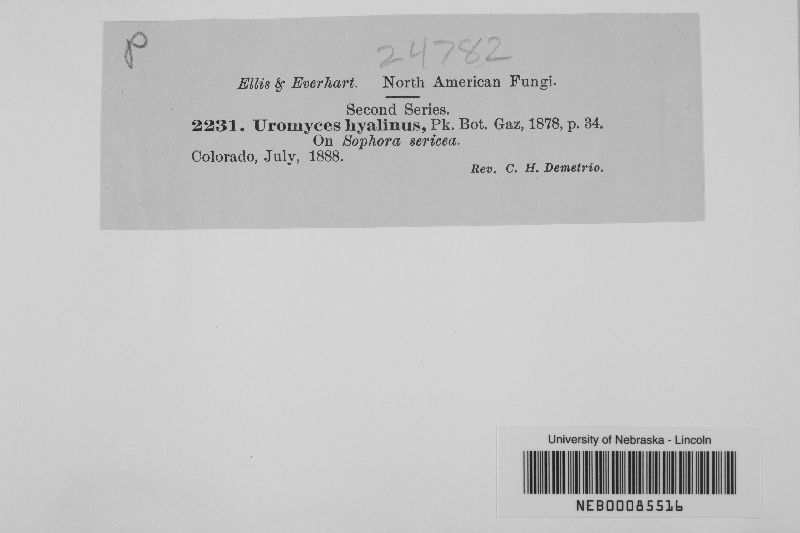 P
24782
Ellis & Everhart. North American Fungi.
Second Series.
2231. Uromyces hyalinus, Pk. Bot. Gaz, 1878, p. 34.
On Sophora sericea.
Colorado, July, 1888.
Rev. C. H. Demetrio.
University of Nebraska - Lincoln
NEB00085516